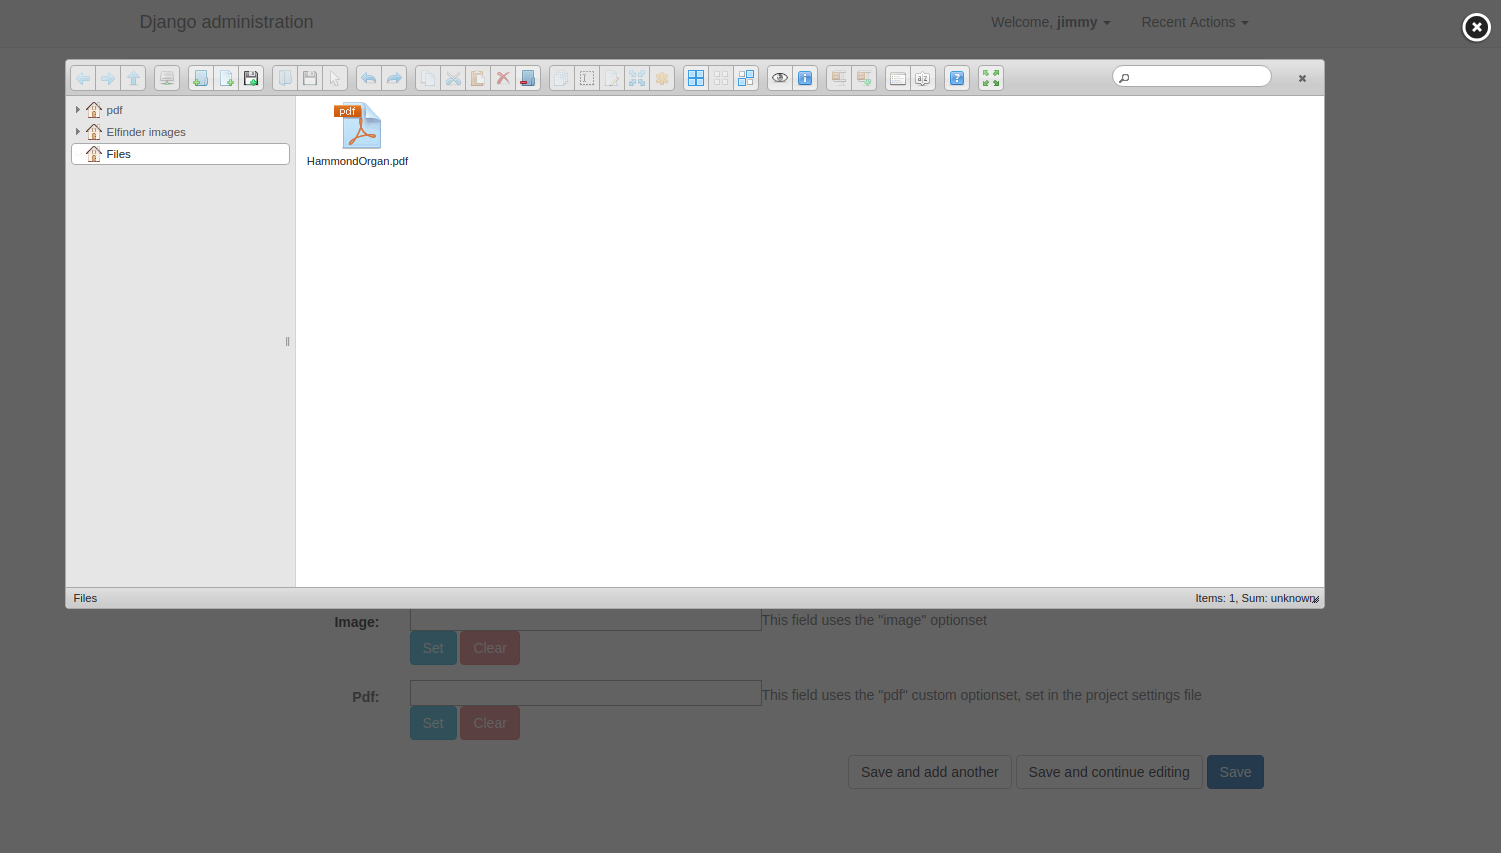 Django administration
Welcome, jimmy
Recent Actions
pdf
Elfinder images
Files
pdf
HammondOrgan.pdf
Files
Items: 1, Sum: unknown
Image:
This field uses the "image" optionset
Set
Clear
Pdf:
This field uses the "pdf" custom optionset, set in the project settings file
Set
Clear
Save and add another
Save and continue editing
Save